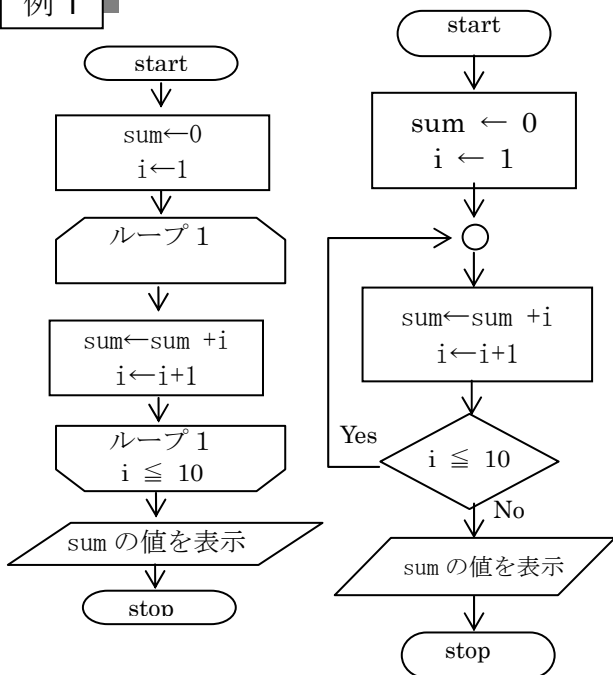 例1
start
sum←0
i←1
ループ1
sum←sum +i
i←i+1
ループ1
i ≦ 10
sum の値を表示
stop
start
sum ← 0
i ← 1
sum←sum +i
i←i+1
Yes
i ≦ 10
No
sum の値を表示
stop